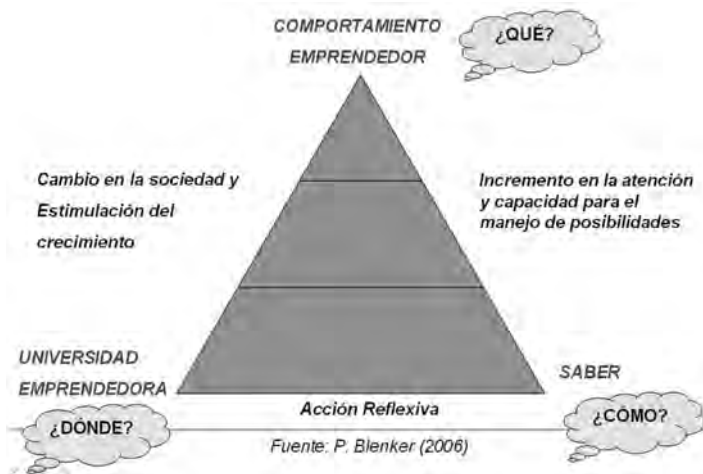 COMPORTAMIENTO
EMPRENDEDOR
¿QUÉ?
Cambio en la sociedad y
Estimulación del
crecimiento
Incremento en la atención
y capacidad para el
manejo de posibilidades
UNIVERSIDAD
EMPRENDEDORA
SABER
Acción Reflexiva
¿DÓNDE?
¿CÓMO?
Fuente: P. Blenker (2006)